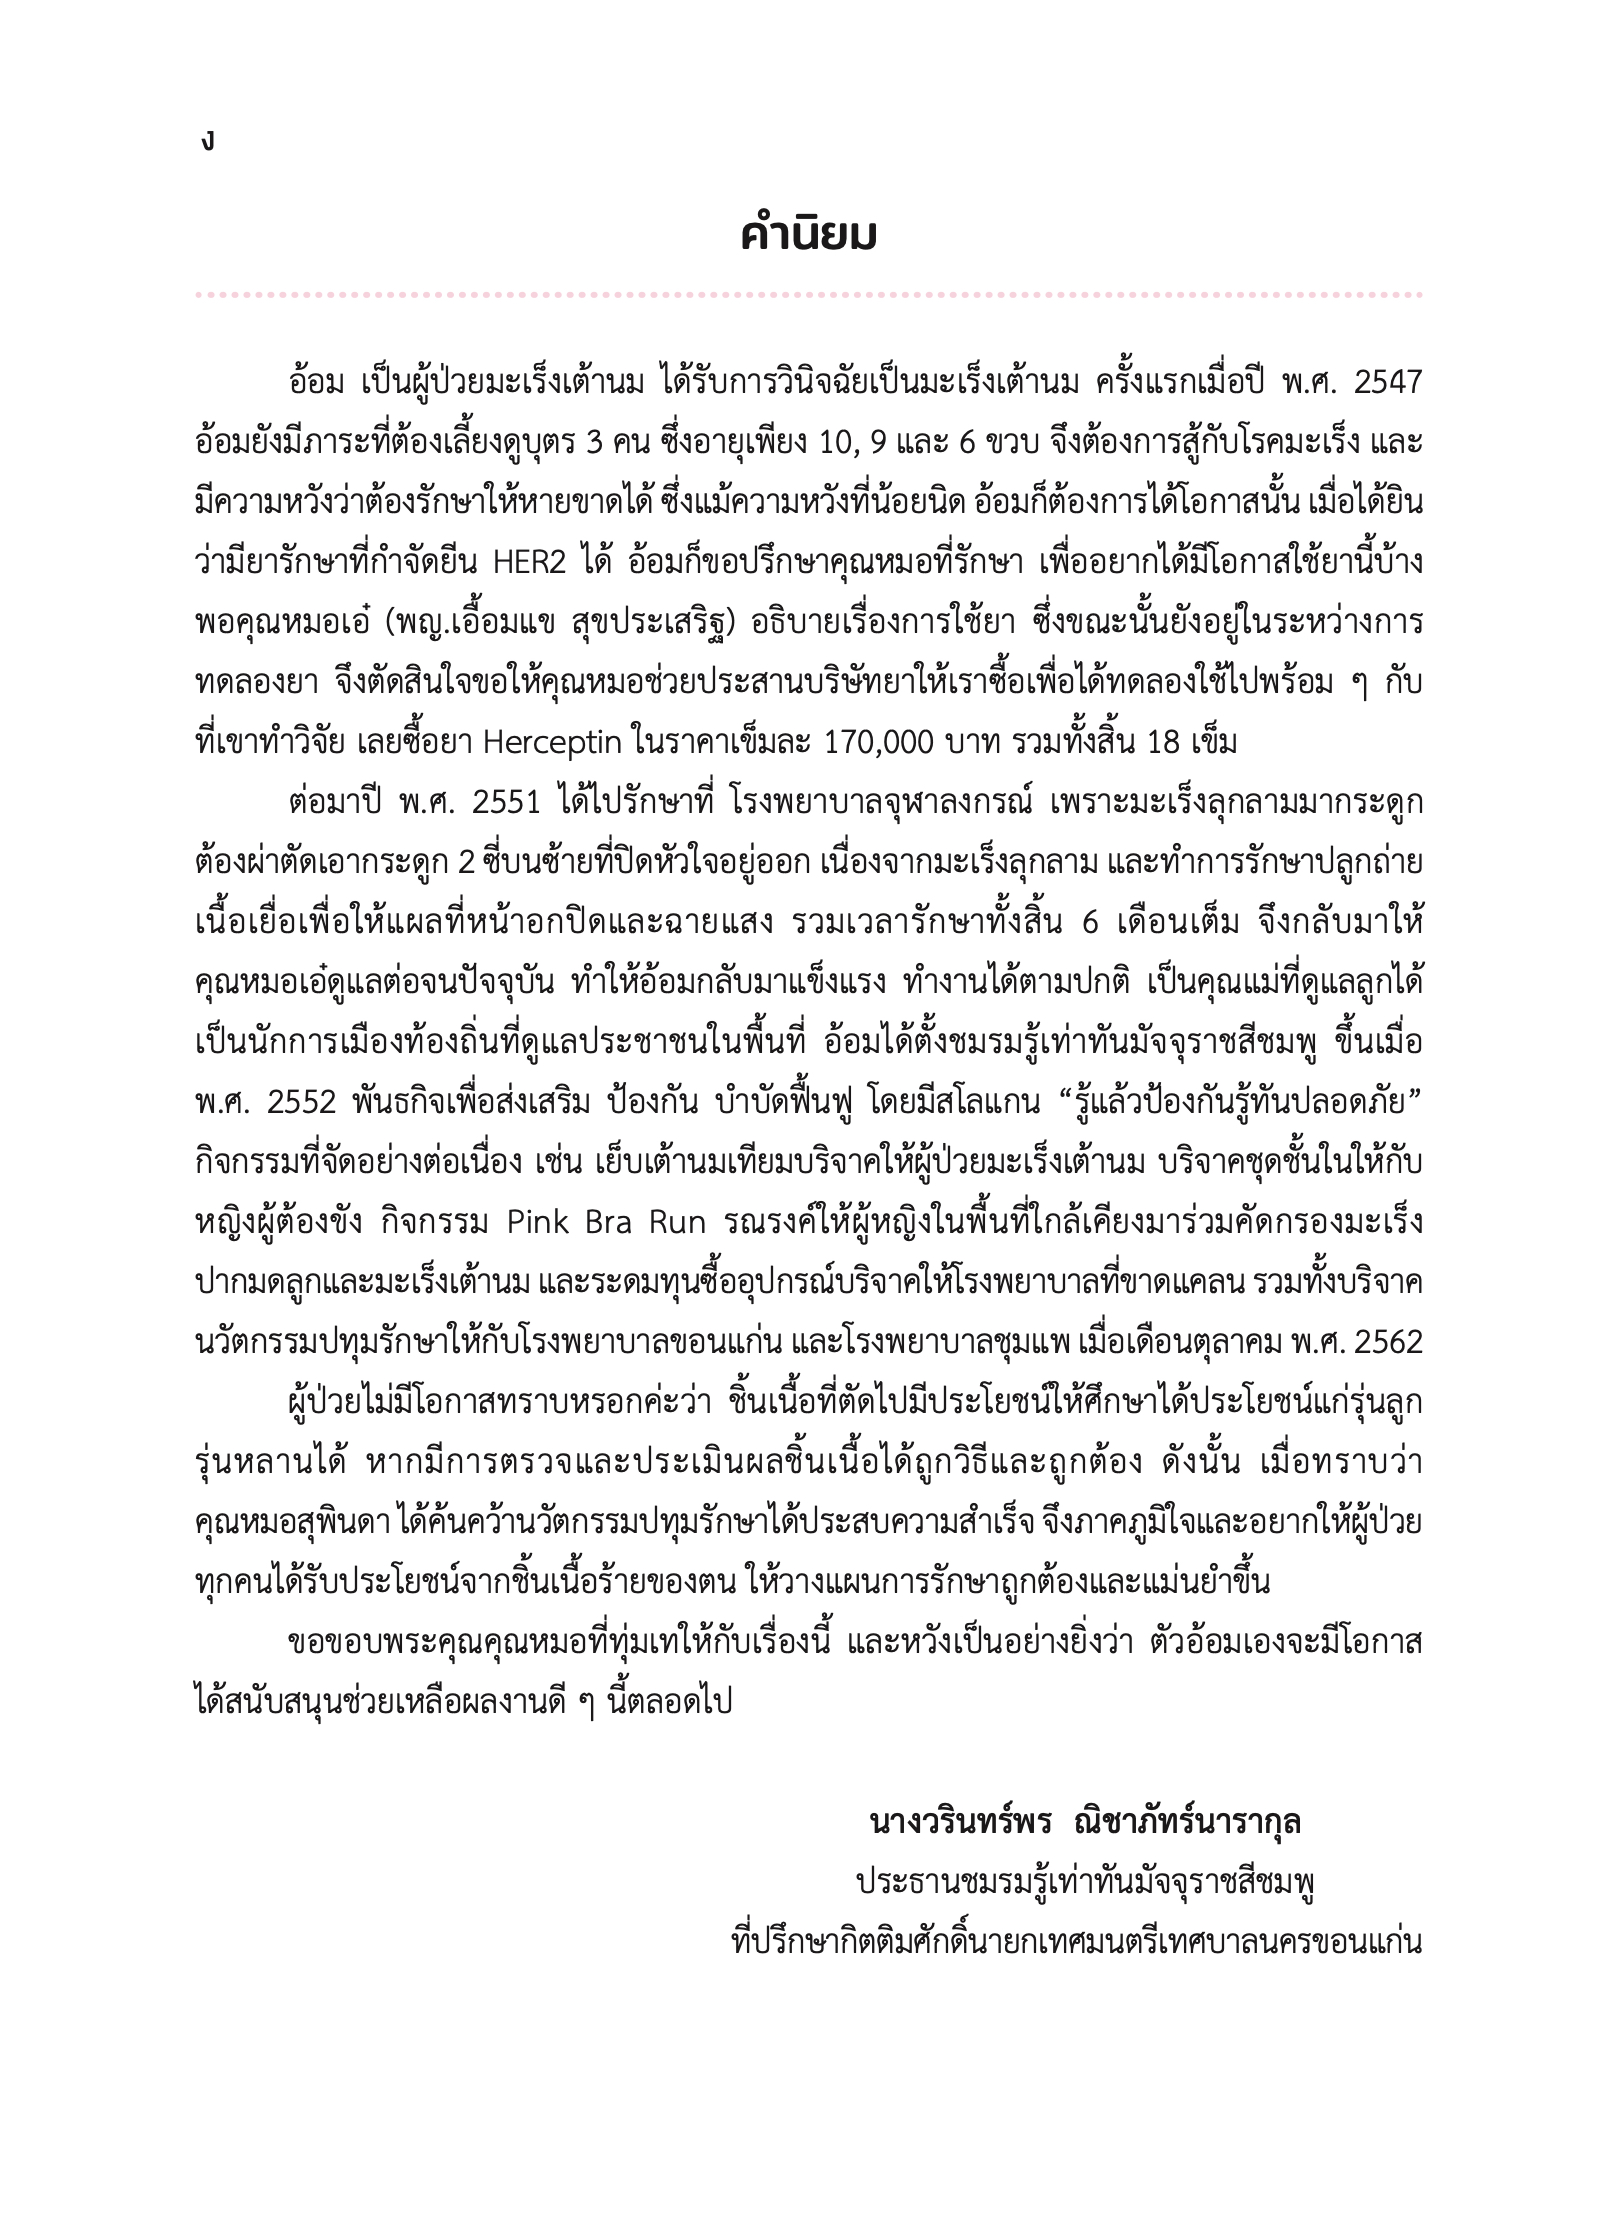 ง
คำนิยม
อ้อม เป็นผู้ป่วยมะเร็งเต้านม ได้รับการวินิจฉัยเป็นมะเร็งเต้านม ครั้งแรกเมื่อปี พ.ศ. 2547
อ้อมยังมีภาระที่ต้องเลี้ยงดูบุตร 3 คน ซึ่งอายุเพียง 10, 9 และ 6 ขวบ จึงต้องการสู้กับโรคมะเร็ง และ
มีความหวังว่าต้องรักษาให้หายขาดได้ ซึ่งแม้ความหวังที่น้อยนิด อ้อมก็ต้องการได้โอกาสนั้น เมื่อได้ยิน
ว่ามียารักษาที่กำจัดยีน HER2 ได้ อ้อมก็ขอปรึกษาคุณหมอที่รักษา เพื่ออยากได้มีโอกาสใช้ยานี้บ้าง
พอคุณหมอเอ๋ (พญ.เอื้อมแข สุขประเสริฐ) อธิบายเรื่องการใช้ยา ซึ่งขณะนั้นยังอยู่ในระหว่างการ
ทดลองยา จึงตัดสินใจขอให้คุณหมอช่วยประสานบริษัทยาให้เราซื้อเพื่อได้ทดลองใช้ไปพร้อม ๆ กับ
ที่เขาทำวิจัย เลยซื้อยา Herceptin ในราคาเข็มละ 170,000 บาท รวมทั้งสิ้น 18 เข็ม
ต่อมาปี พ.ศ. 2551 ได้ไปรักษาที่ โรงพยาบาลจุฬาลงกรณ์ เพราะมะเร็งลุกลามมากระดูก
ต้องผ่าตัดเอากระดูก 2 ซี่บนซ้ายที่ปิดหัวใจอยู่ออก เนื่องจากมะเร็งลุกลาม และทำการรักษาปลูกถ่าย
เนื้อเยื่อเพื่อให้แผลที่หน้าอกปิดและฉายแสง รวมเวลารักษาทั้งสิ้น 6 เดือนเต็ม จึงกลับมาให้
คุณหมอเอ๋ดูแลต่อจนปัจจุบัน ทำให้อ้อมกลับมาแข็งแรง ทำงานได้ตามปกติ เป็นคุณแม่ที่ดูแลลูกได้
เป็นนักการเมืองท้องถิ่นที่ดูแลประชาชนในพื้นที่ อ้อมได้ตั้งชมรมรู้เท่าทันมัจจุราชสีชมพู ขึ้นเมื่อ
พ.ศ. 2552 พันธกิจเพื่อส่งเสริม ป้องกัน บำบัดฟื้นฟู โดยมีสโลแกน “รู้แล้วป้องกันรู้ทันปลอดภัย”
กิจกรรมที่จัดอย่างต่อเนื่อง เช่น เย็บเต้านมเทียมบริจาคให้ผู้ป่วยมะเร็งเต้านม บริจาคชุดชั้นในให้กับ
หญิงผู้ต้องขัง กิจกรรม Pink Bra Run รณรงค์ให้ผู้หญิงในพื้นที่ใกล้เคียงมาร่วมคัดกรองมะเร็ง
ปากมดลูกและมะเร็งเต้านม และระดมทุนซื้ออุปกรณ์บริจาคให้โรงพยาบาลที่ขาดแคลน รวมทั้งบริจาค
นวัตกรรมปทุมรักษาให้กับโรงพยาบาลขอนแก่น และโรงพยาบาลชุมแพ เมื่อเดือนตุลาคม พ.ศ. 2562
ผู้ป่วยไม่มีโอกาสทราบหรอกค่ะว่า ชิ้นเนื้อที่ตัดไปมีประโยชน์ให้ศึกษาได้ประโยชน์แก่รุ่นลูก
รุ่นหลานได้ หากมีการตรวจและประเมินผลชิ้นเนื้อได้ถูกวิธีและถูกต้อง ดังนั้น เมื่อทราบว่า
คุณหมอสุพินดา ได้ค้นคว้านวัตกรรมปทุมรักษาได้ประสบความสำเร็จ จึงภาคภูมิใจและอยากให้ผู้ป่วย
ทุกคนได้รับประโยชน์จากชิ้นเนื้อร้ายของตน ให้วางแผนการรักษาถูกต้องและแม่นยำขึ้น
ขอขอบพระคุณคุณหมอที่ทุ่มเทให้กับเรื่องนี้ และหวังเป็นอย่างยิ่งว่า ตัวอ้อมเองจะมีโอกาส
ได้สนับสนุนช่วยเหลือผลงานดี ๆ นี้ตลอดไป
นางวรินทร์พร ณิชาภัทร์นารากุล
ประธานชมรมรู้เท่าทันมัจจุราชสีชมพู
ที่ปรึกษากิตติมศักดิ์นายกเทศมนตรีเทศบาลนครขอนแก่น